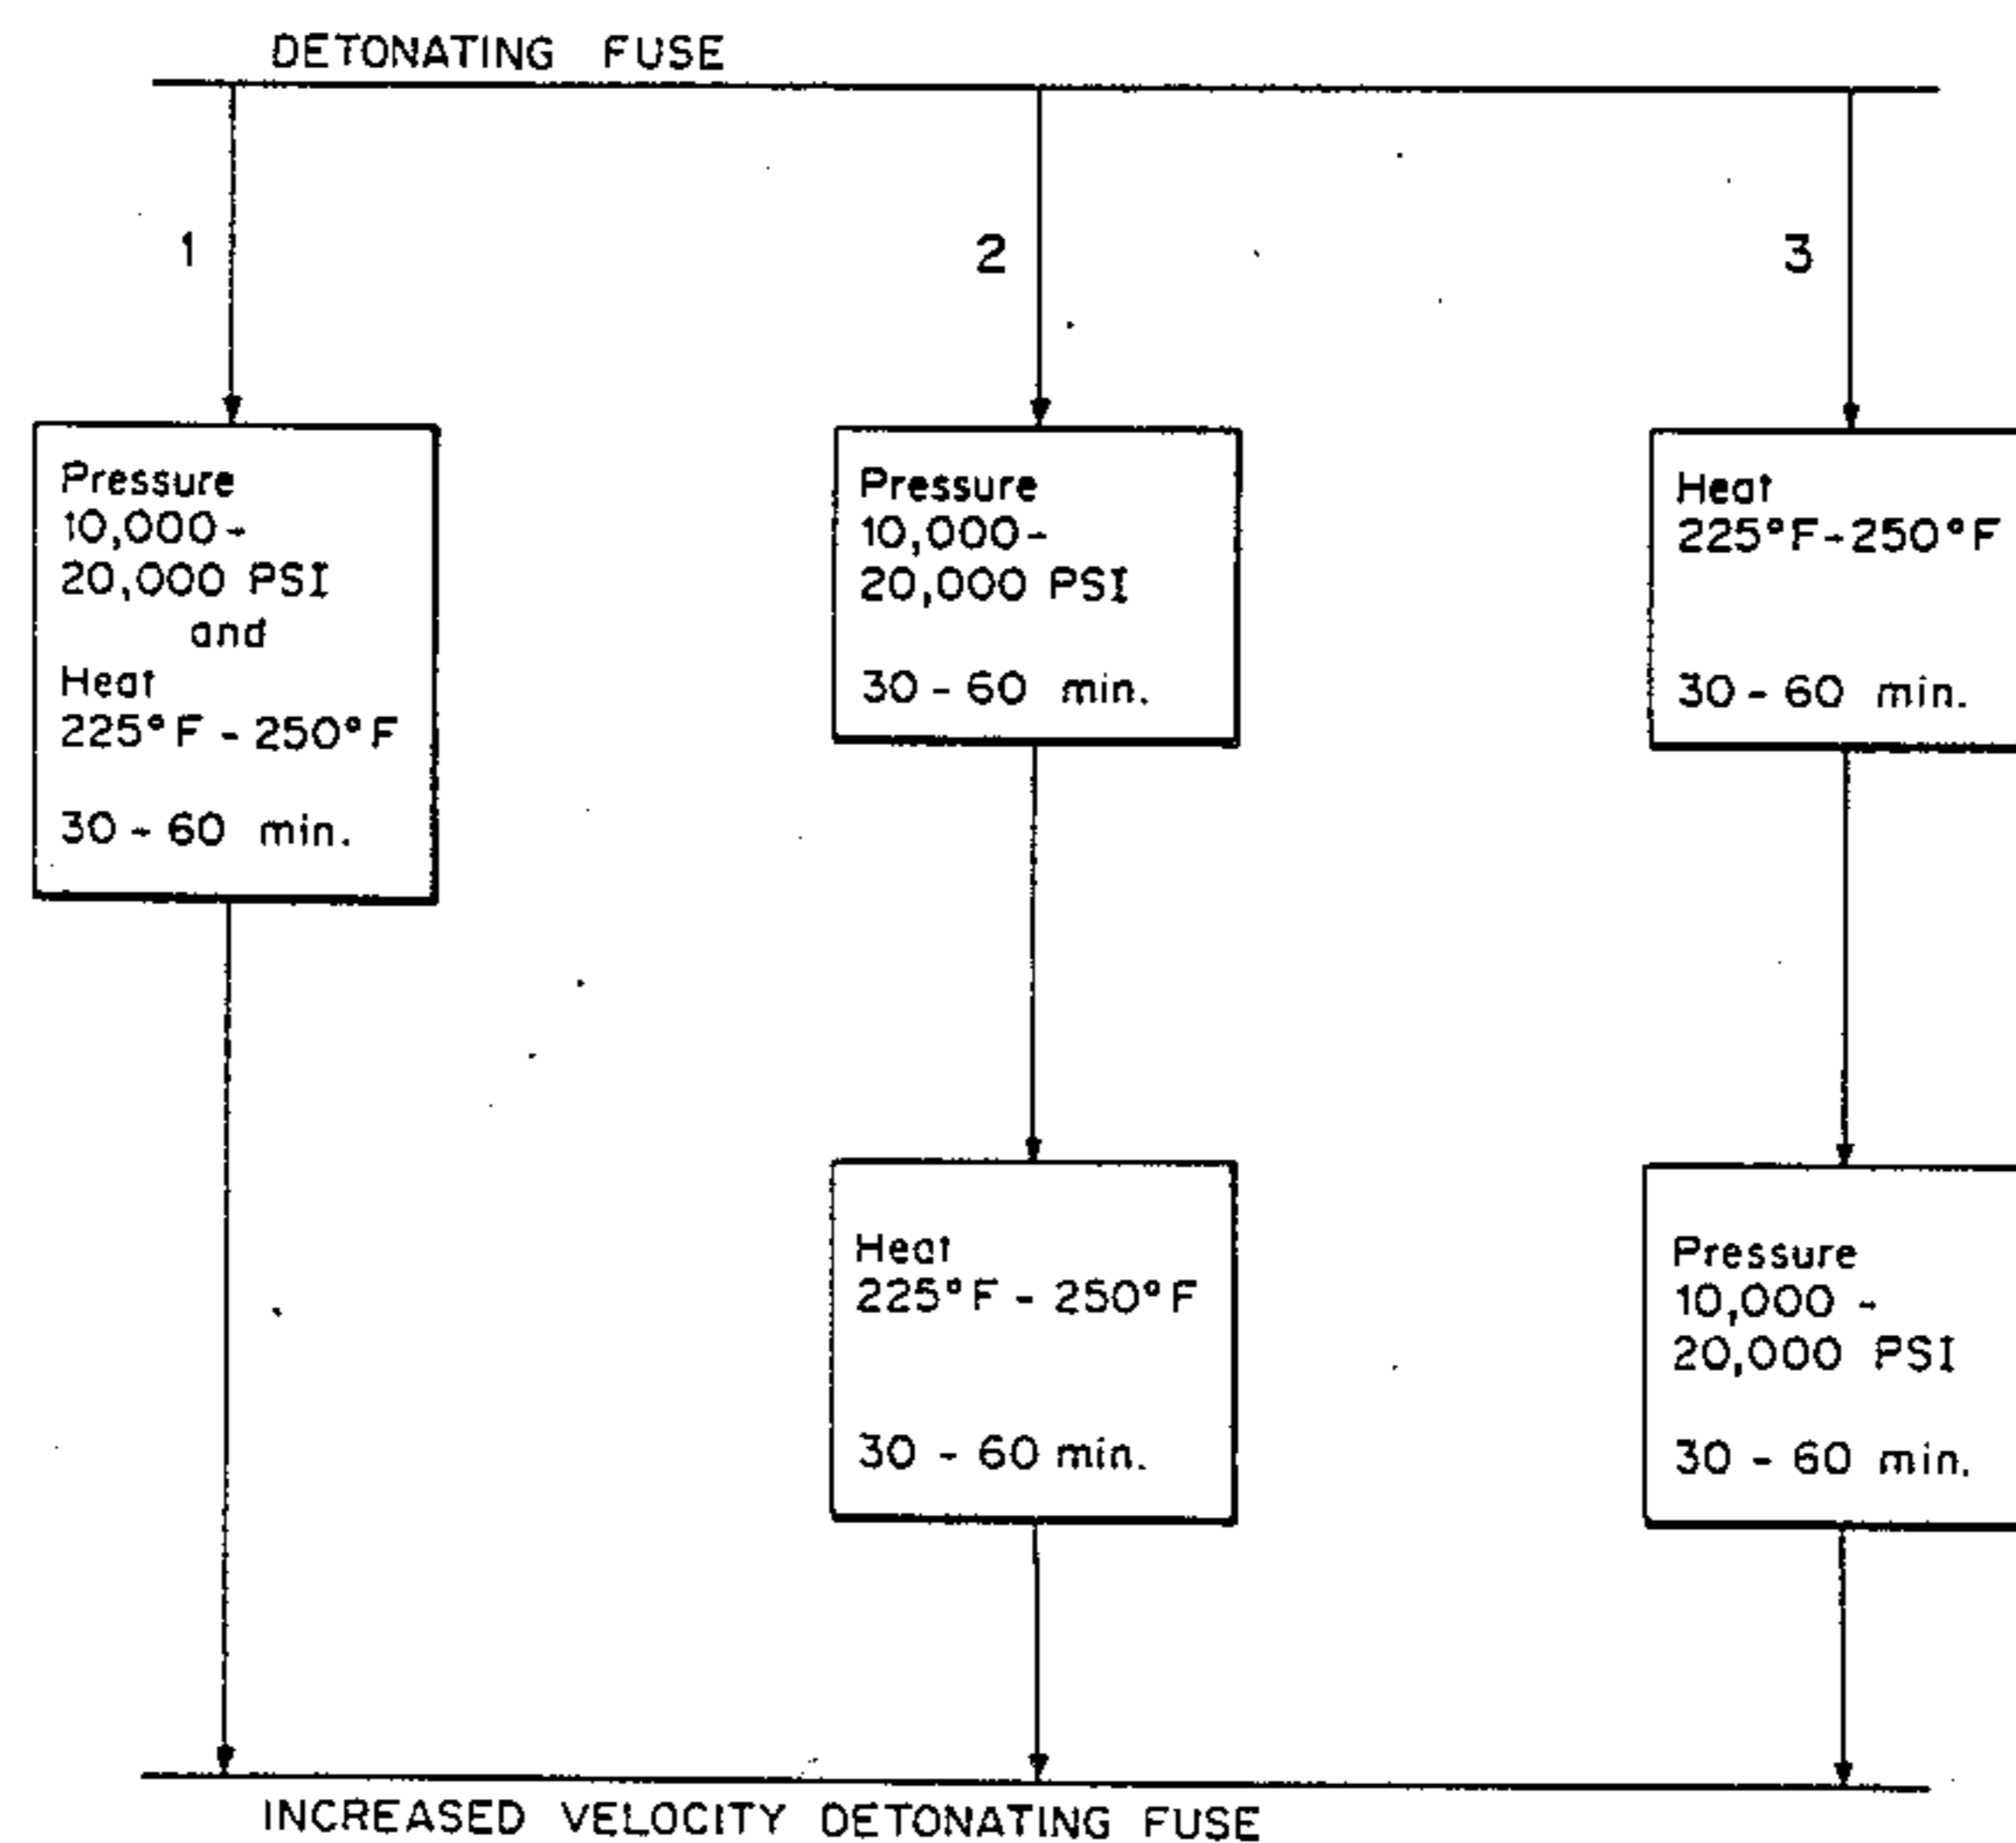 DETONATING FUSE
1
2
3
Pressure
10,000-
20,000 PSI
and
Heat
225°F - 250°F
30 - 60 min.
Pressure
10,000-
20,000 PSI
30 - 60 min.
Heat
225°F-250°F
30 - 60 min.
Heat
225°F - 250°F
30 - 60 min.
Pressure
10,000 -
20,000 PSI
30 - 60 min.
INCREASED VELOCITY DETONATING FUSE